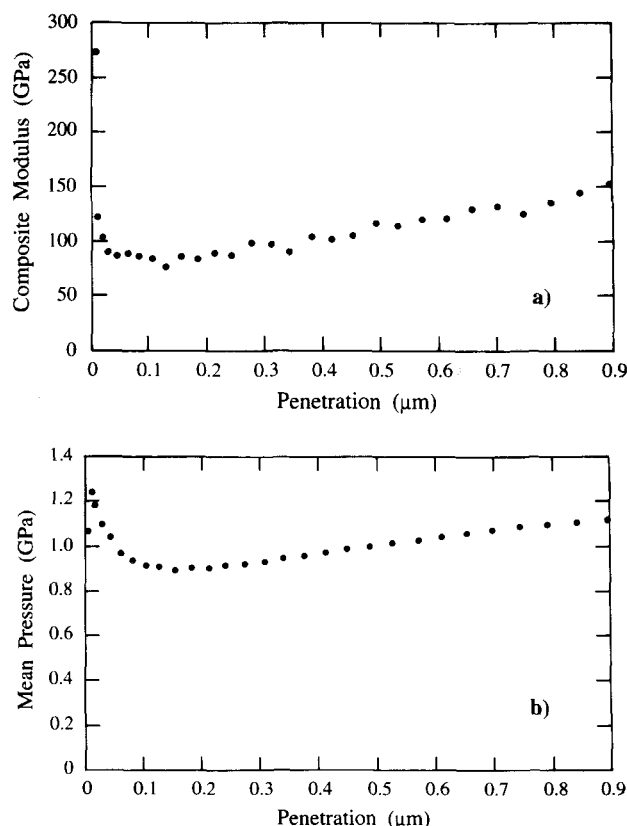 300
250
200
150
100
50
0
Composite Modulus (GPa)
a)
0 0.1 0.2 0.3 0.4 0.5 0.6 0.7 0.8 0.9
Penetration (μm)
1.4
1.2
1.0
0.8
0.6
0.4
0.2
0
Mean Pressure (GPa)
b)
0 0.1 0.2 0.3 0.4 0.5 0.6 0.7 0.8 0.9
Penetration (μm)